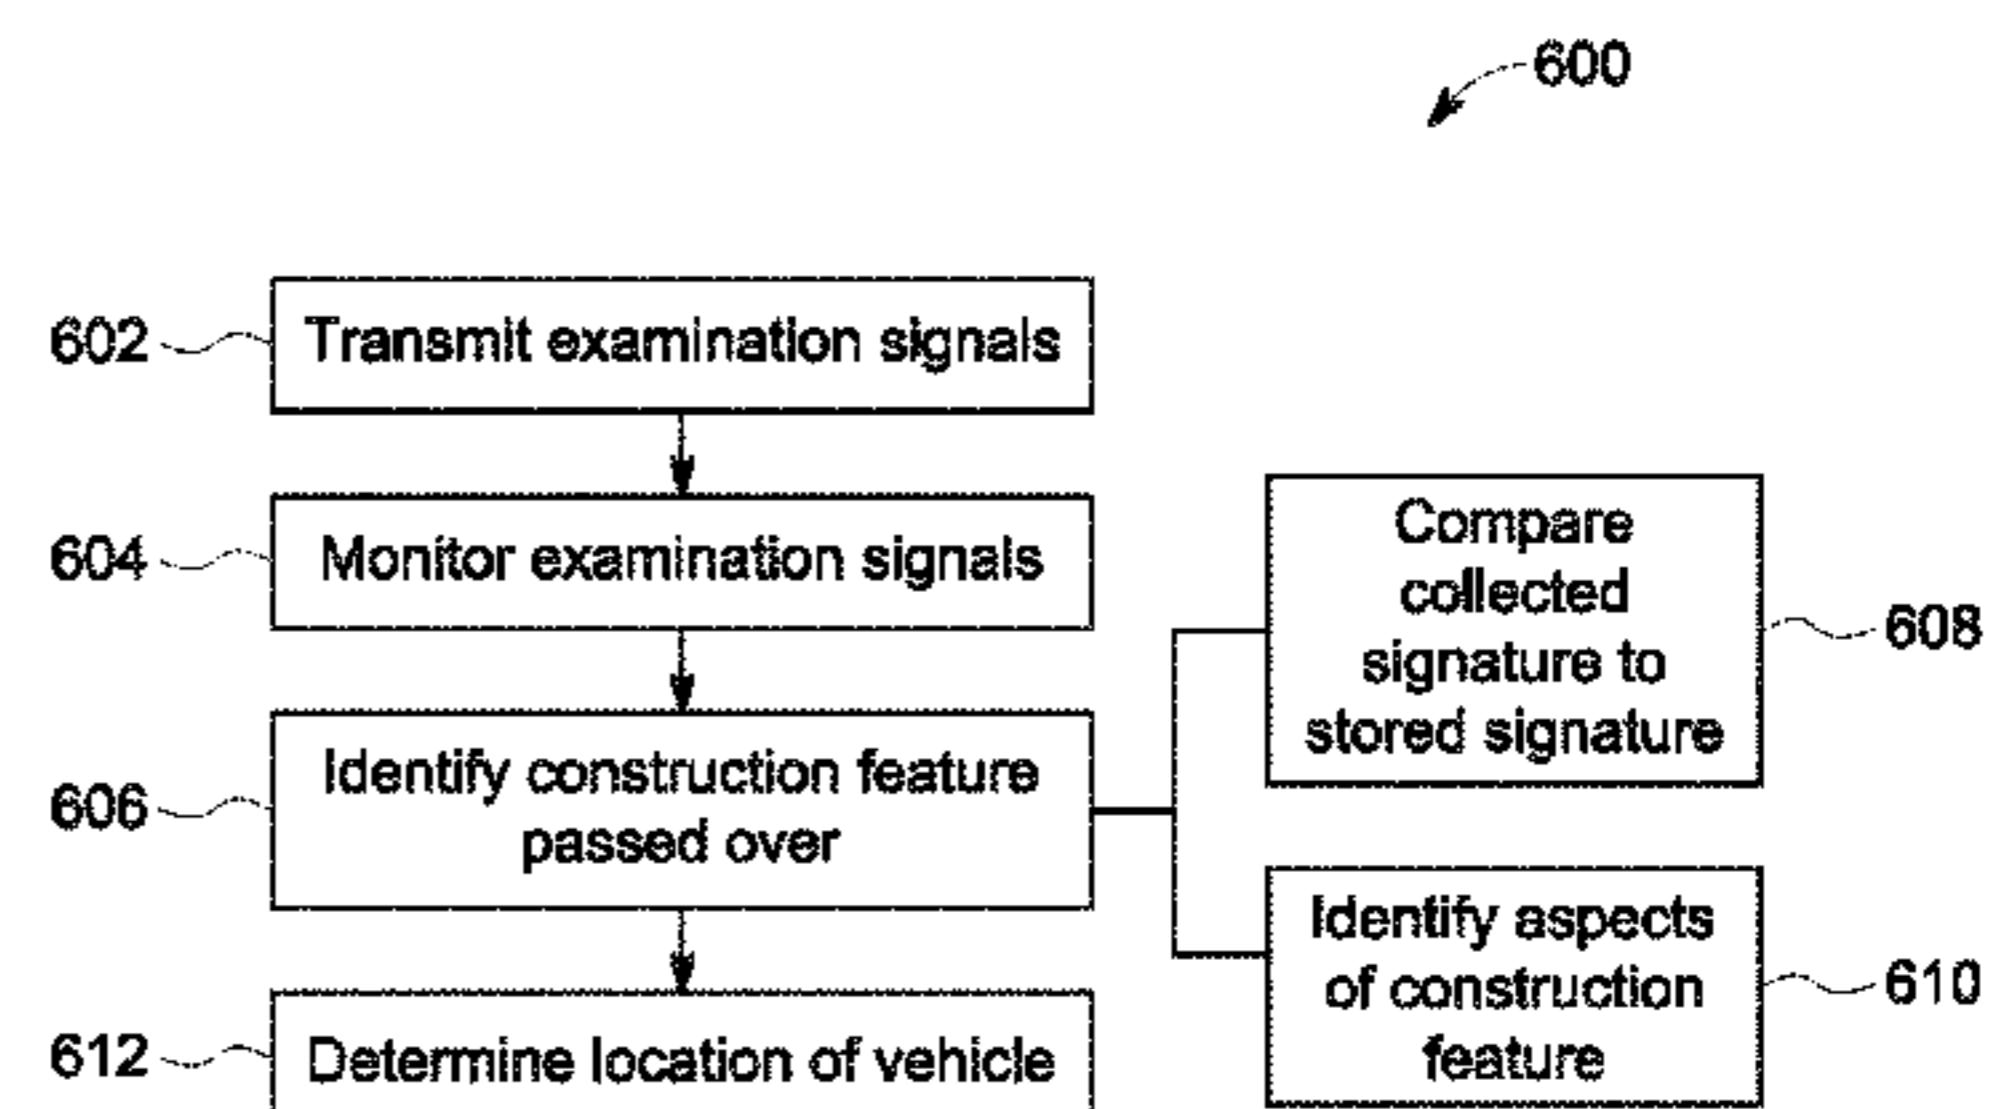 600
602
Transmit examination signals
604
Monitor examination signals
606
Identify construction feature
passed over
Compare
collected
signature to
stored signature
608
Identify aspects
of construction
feature
610
612
Determine location of vehicle